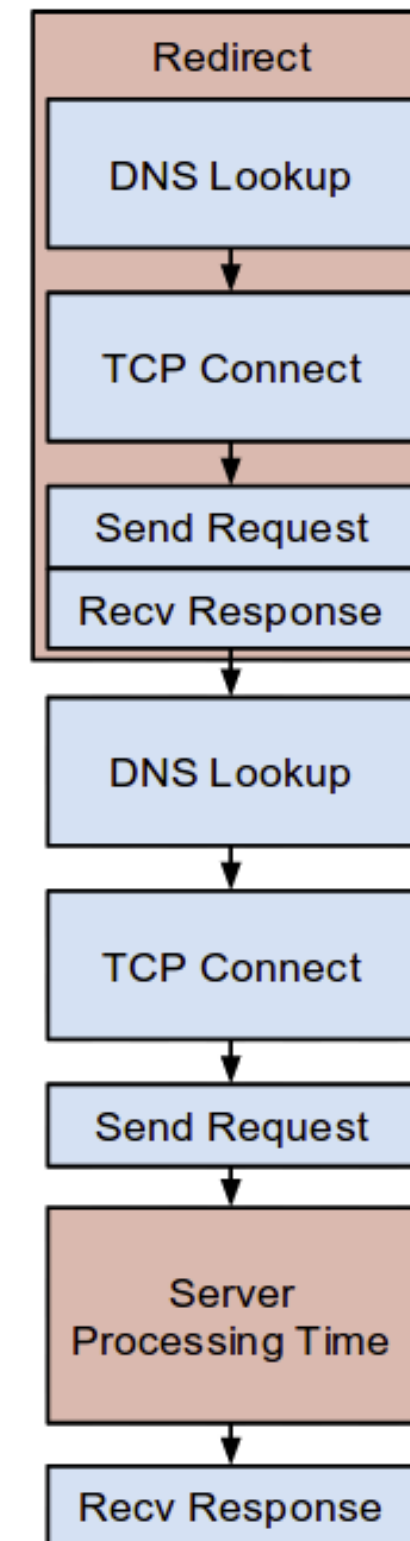 Redirect
DNS Lookup
TCP Connect
Send Request
Recv Response
DNS Lookup
TCP Connect
Send Request
Server
Processing Time
Recv Response